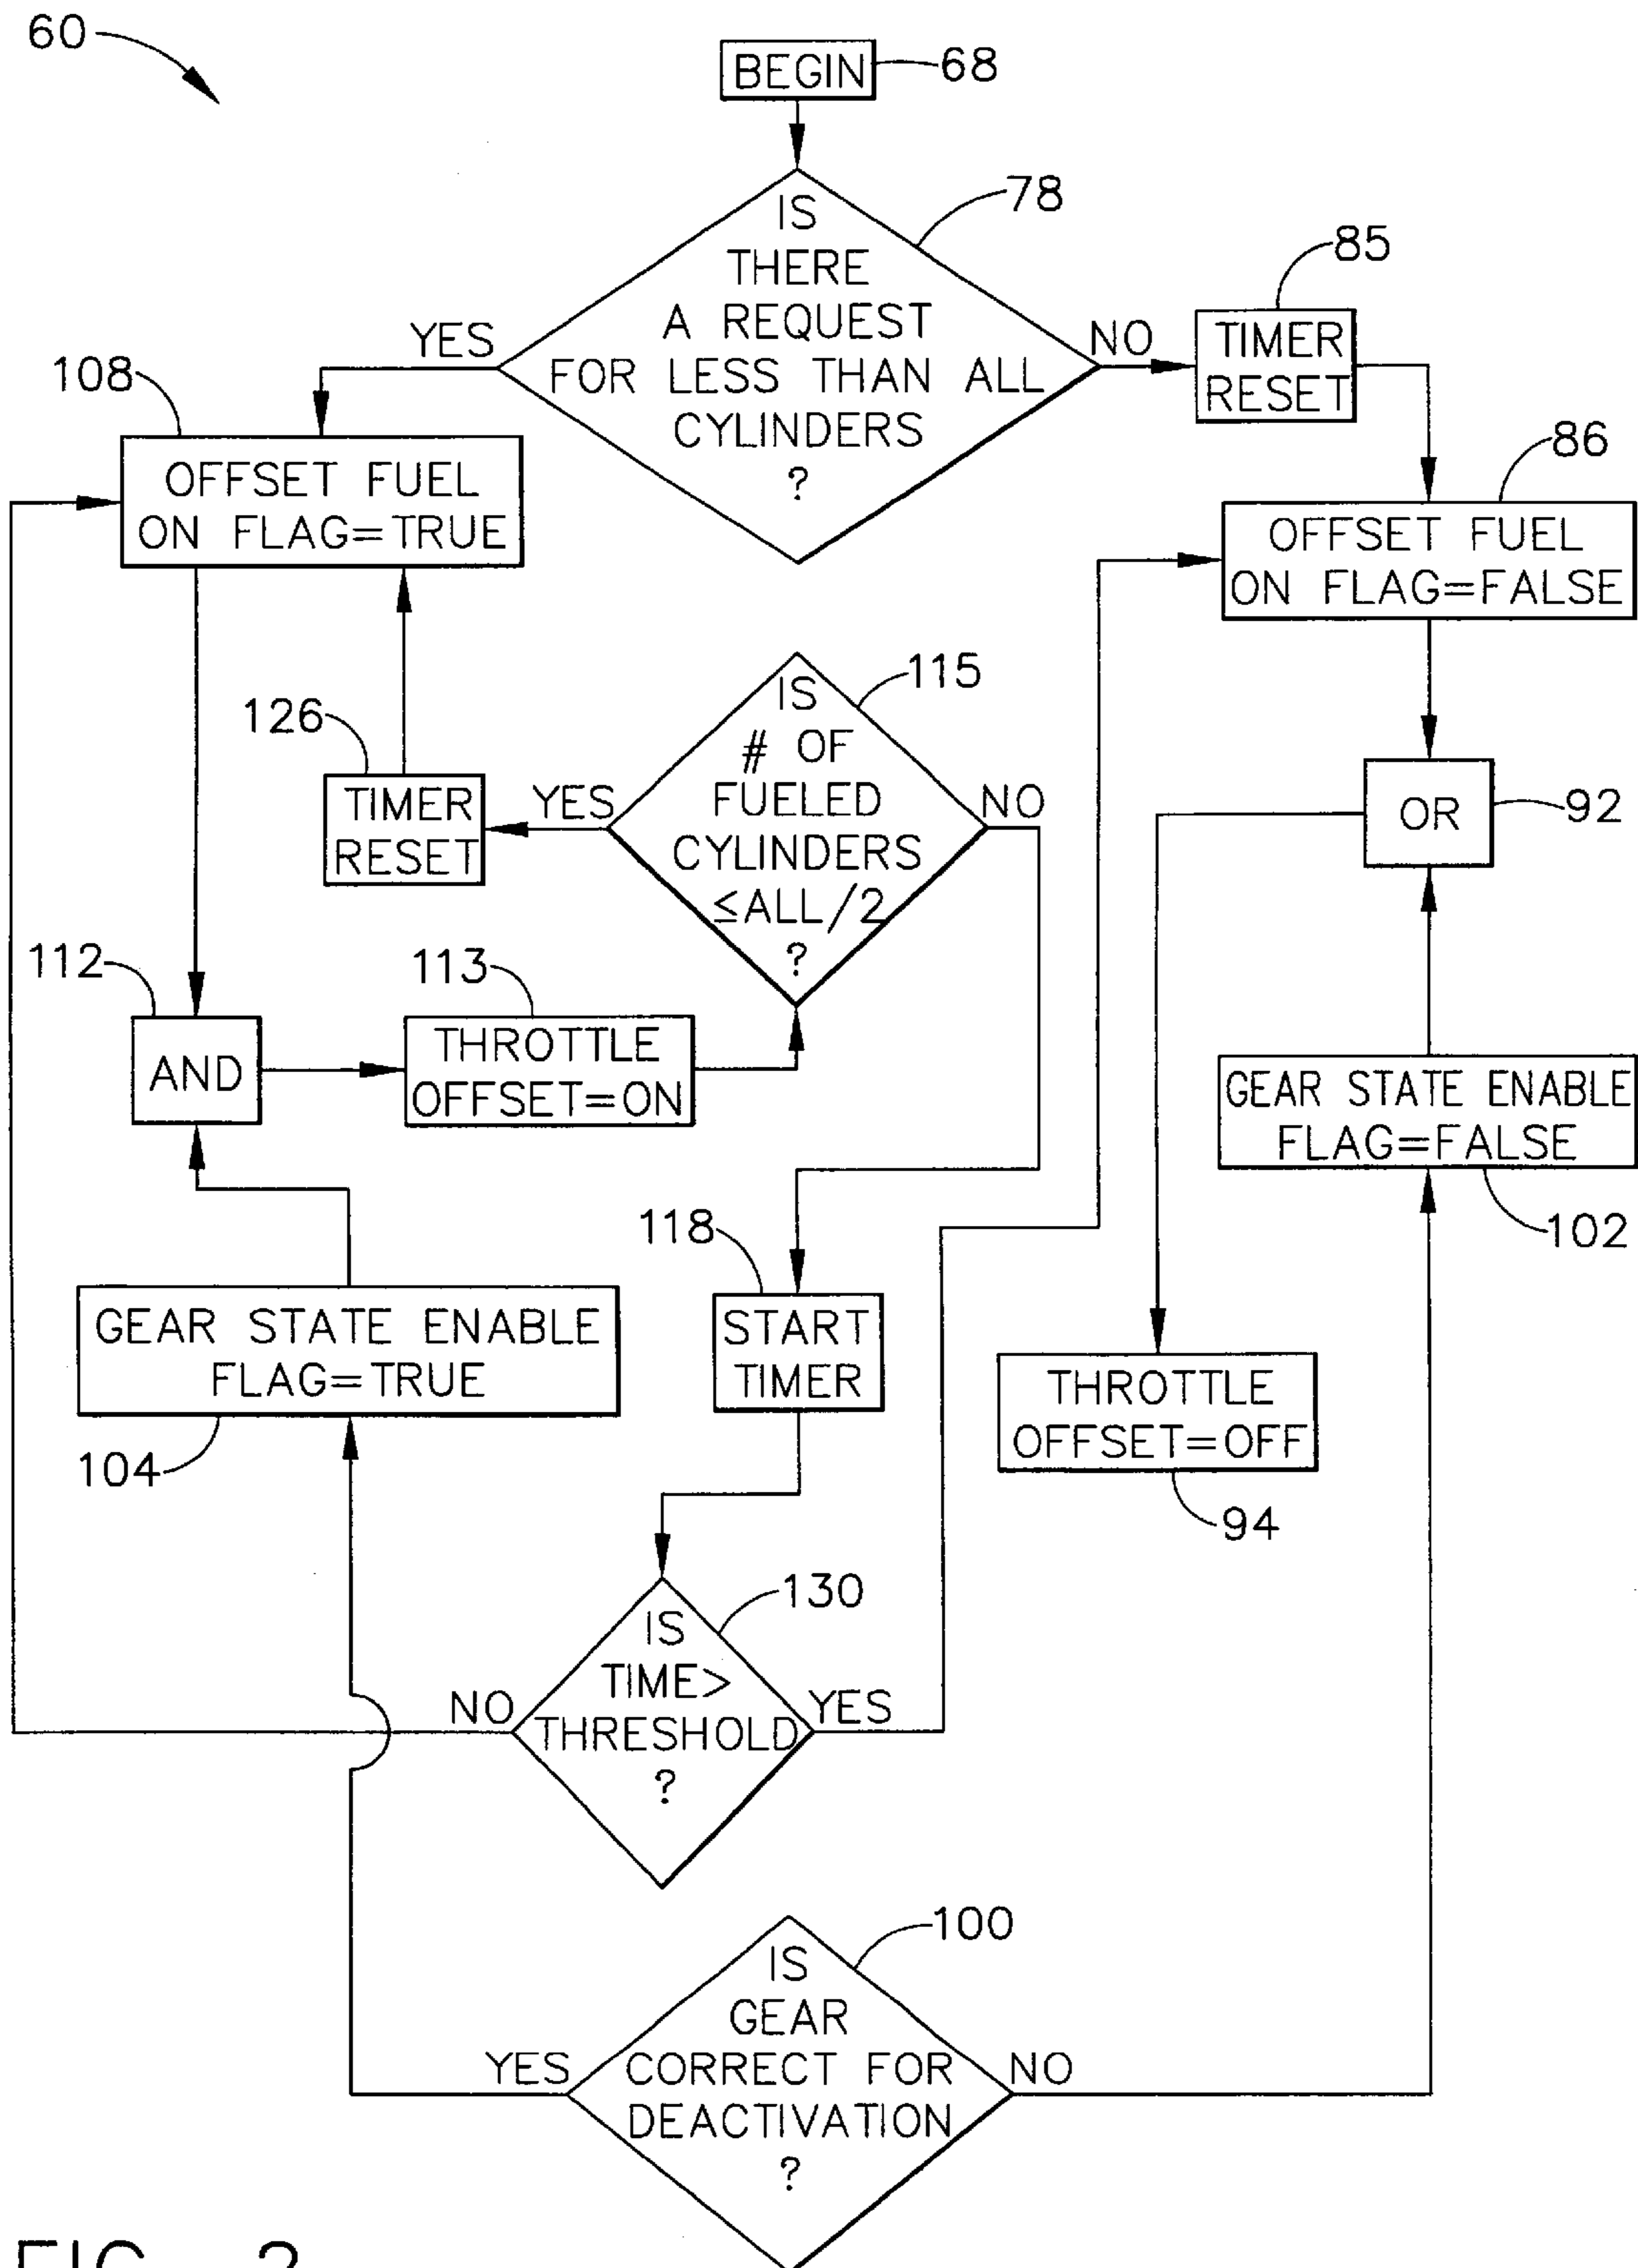 60
BEGIN
68
IS
THERE
A REQUEST
FOR LESS THAN ALL
CYLINDERS
?
78
YES
NO
85
TIMER
RESET
108
OFFSET FUEL
ON FLAG=TRUE
86
OFFSET FUEL
ON FLAG=FALSE
115
IS
# OF
FUELED
CYLINDERS
≤ALL/2
?
126
TIMER
RESET
YES
NO
OR
92
112
AND
113
THROTTLE
OFFSET=ON
GEAR STATE ENABLE
FLAG=FALSE
102
118
START
TIMER
GEAR STATE ENABLE
FLAG=TRUE
104
THROTTLE
OFFSET=OFF
94
130
IS
TIME>
THRESHOLD
?
NO
YES
100
IS
GEAR
CORRECT FOR
DEACTIVATION
?
YES
NO
FIG. 2